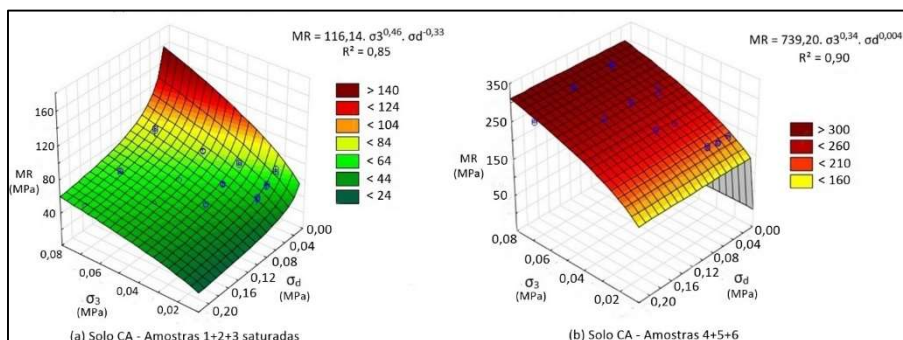 MR = 116,14. σ3^0,46. σd^-0,33
R² = 0,85
> 140
< 124
< 104
< 84
< 64
< 44
< 24
160
120
80
40
MR
(MPa)
0,08
0,06
0,04
0,02
σ3
(MPa)
0,20
0,16
0,12
0,08
0,04
0,00
σd
(MPa)
(a) Solo CA - Amostras 1+2+3 saturadas
MR = 739,20. σ3^0,34. σd^0,004
R² = 0,90
> 300
< 260
< 210
< 160
350
250
150
50
MR
(MPa)
0,08
0,06
0,04
0,02
σ3
(MPa)
0,20
0,16
0,12
0,08
0,04
0,00
σd
(MPa)
(b) Solo CA - Amostras 4+5+6